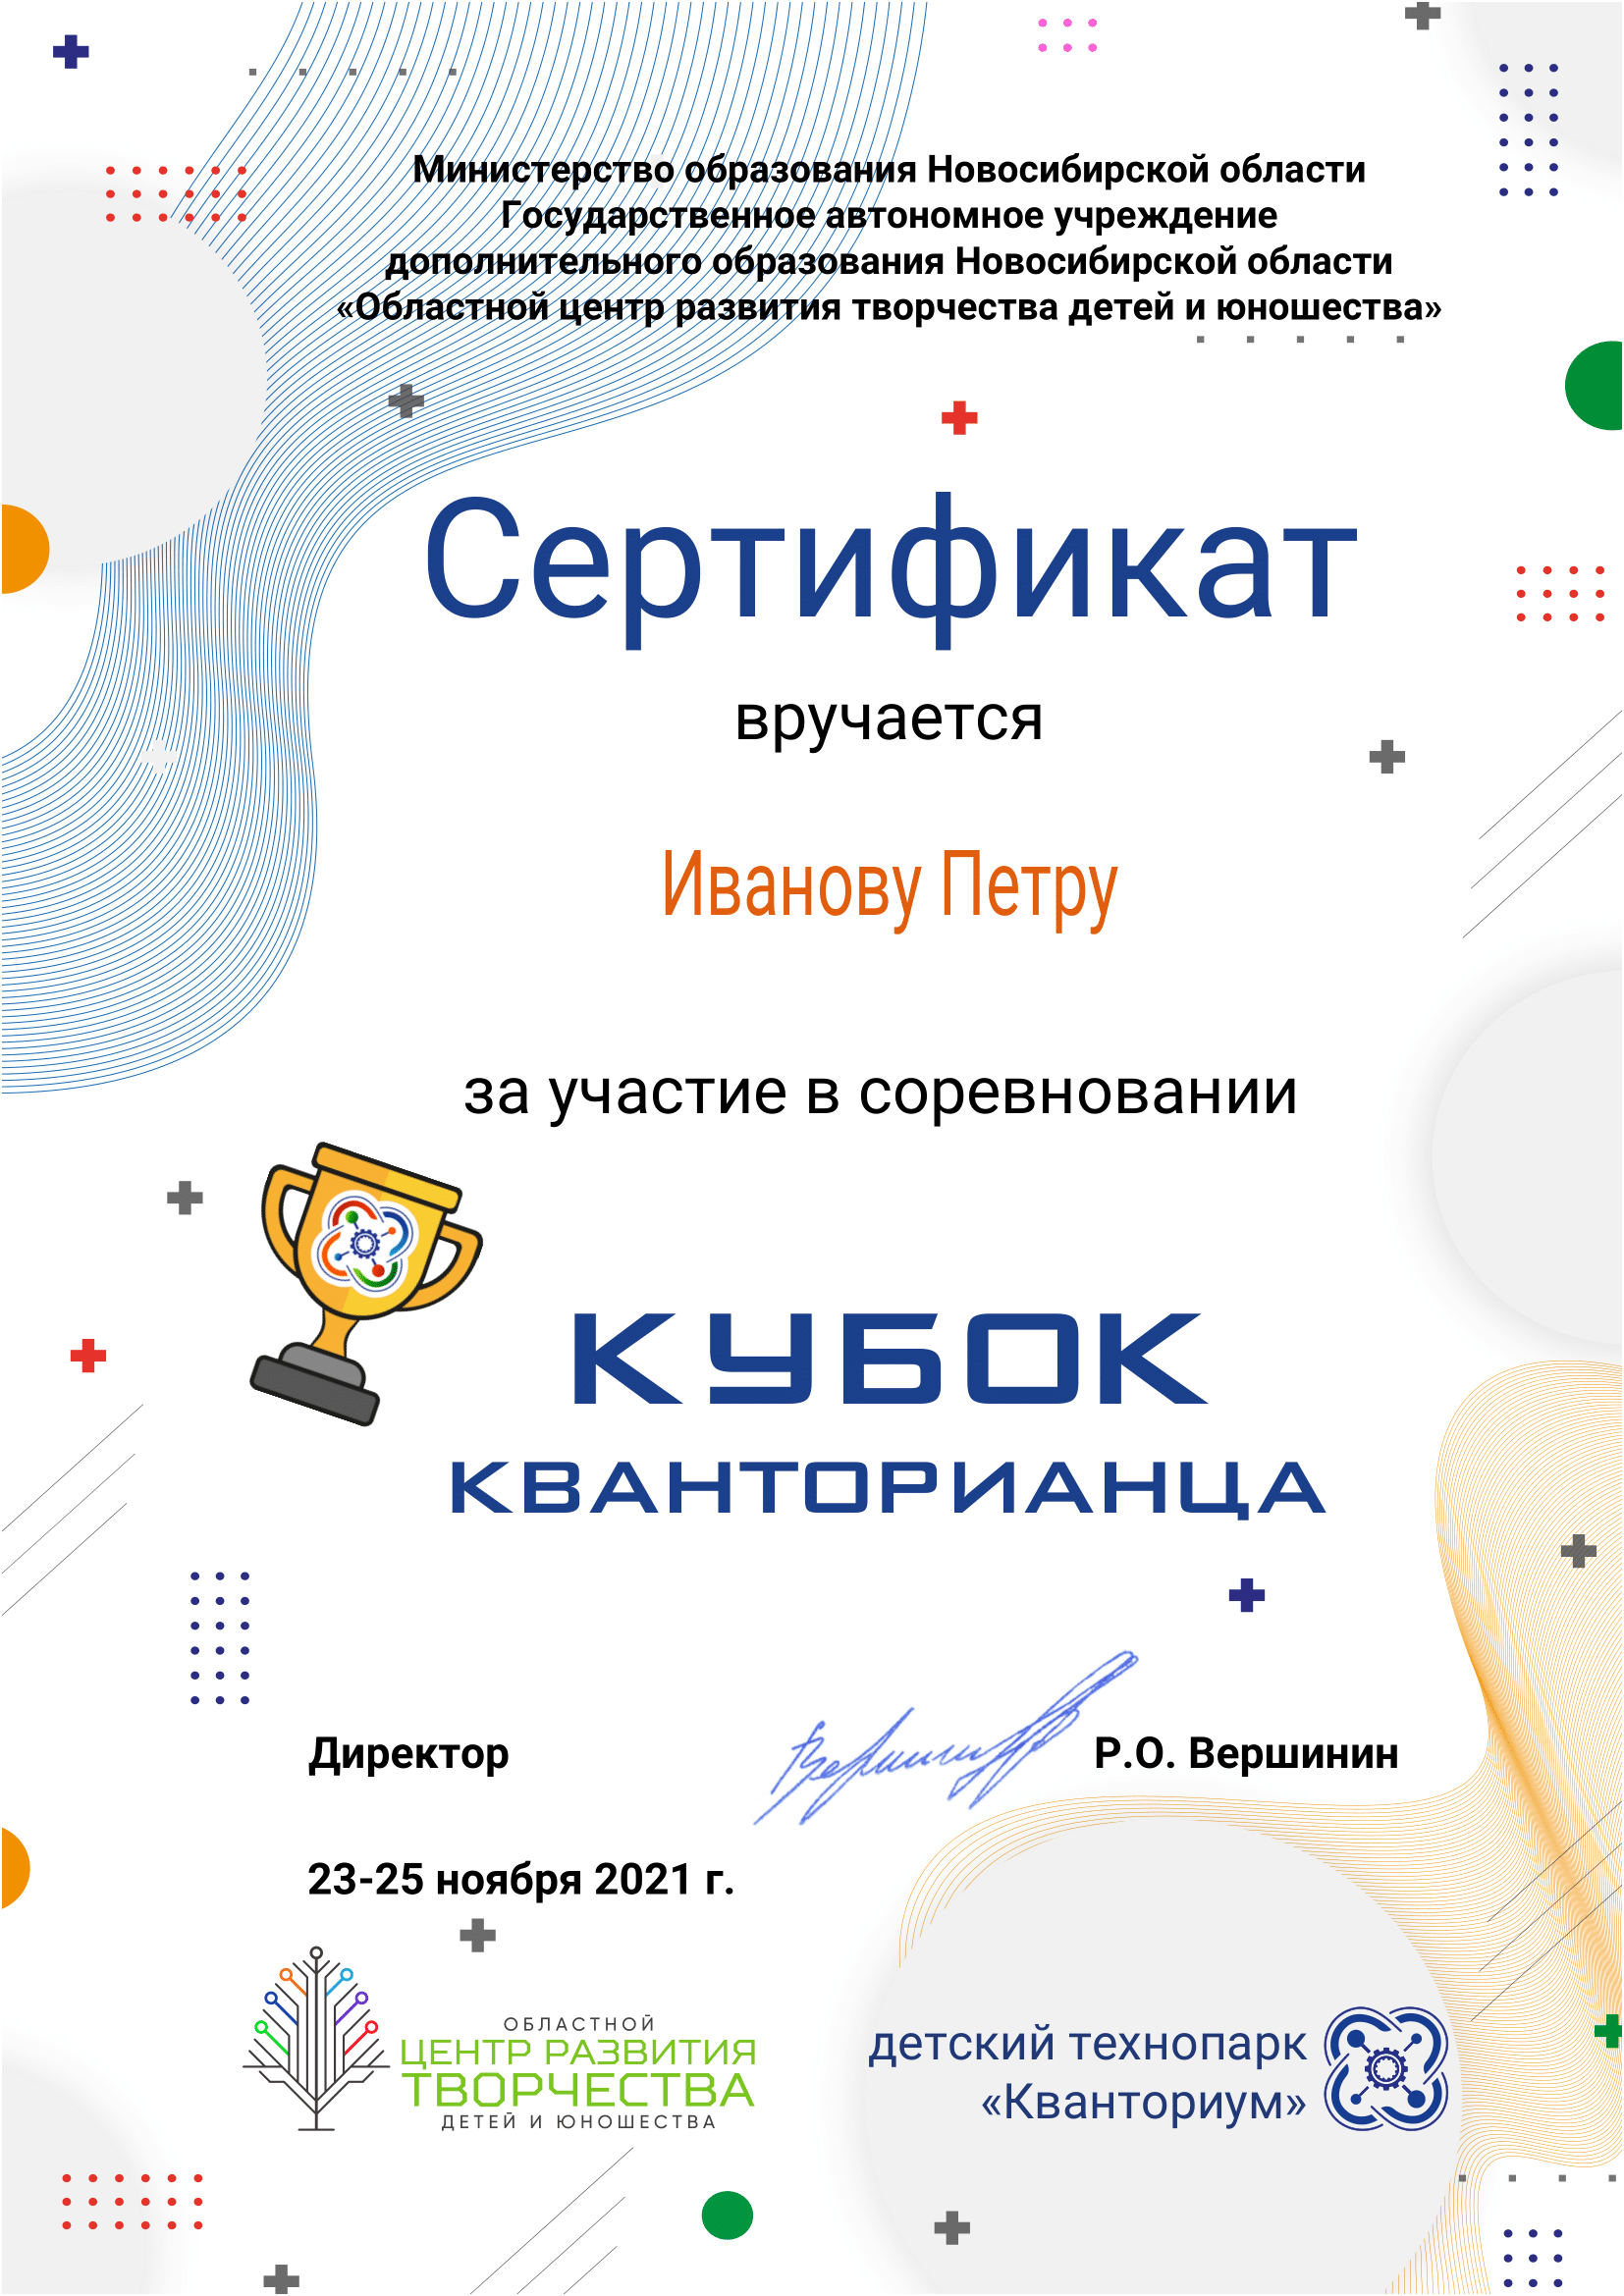 Министерство образования Новосибирской области
Государственное автономное учреждение
дополнительного образования Новосибирской области
«Областной центр развития творчества детей и юношества»
Сертификат
вручается
Иванову Петру
за участие в соревновании
КУБОК
КВАНТОРИАНЦА
Директор
Р.О. Вершинин
23-25 ноября 2021 г.
ОБЛАСТНОЙ
ЦЕНТР РАЗВИТИЯ
ТВОРЧЕСТВА
ДЕТЕЙ И ЮНОШЕСТВА
детский технопарк
«Кванториум»